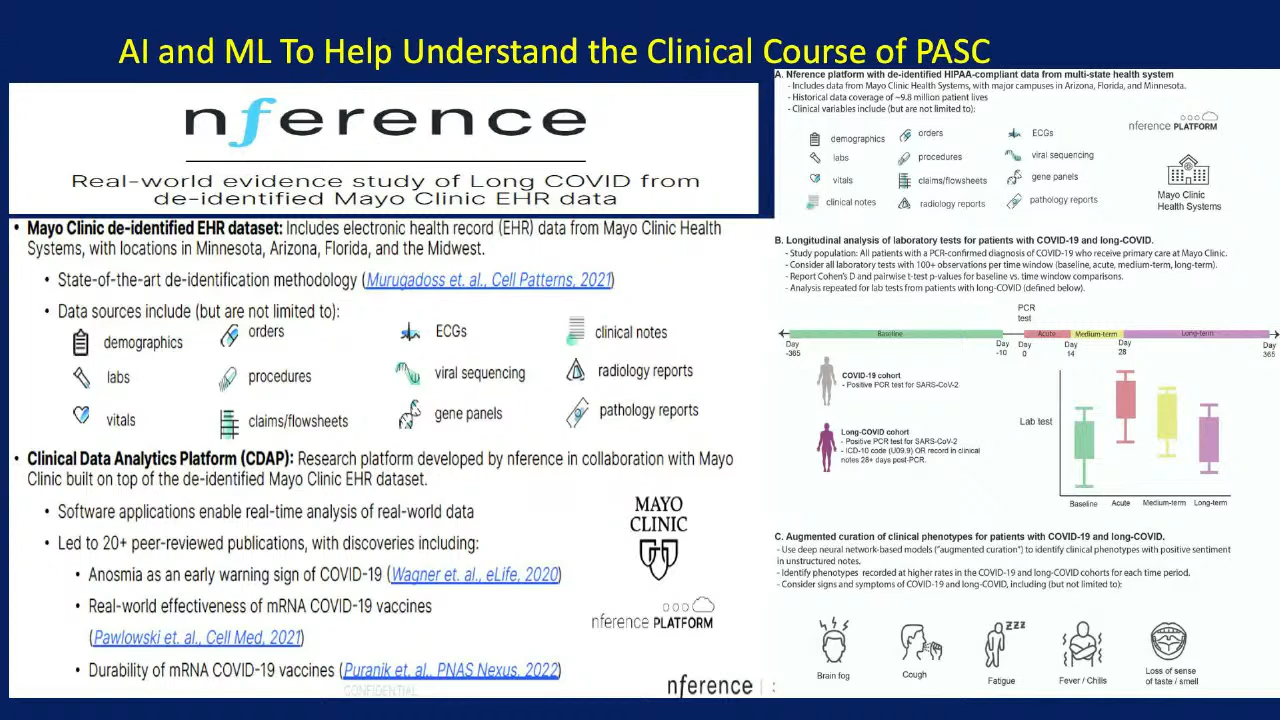 AI and ML To Help Understand the Clinical Course of PASC
nference
Real-world evidence study of Long COVID from
de-identified Mayo Clinic EHR data
• Mayo Clinic de-identified EHR dataset: Includes electronic health record (EHR) data from Mayo Clinic Health
Systems, with locations in Minnesota, Arizona, Florida, and the Midwest.
• State-of-the-art de-identification methodology (Murugadoss et. al., Cell Patterns, 2021)
• Data sources include (but are not limited to):
demographics
orders
ECGs
clinical notes
labs
procedures
viral sequencing
radiology reports
vitals
claims/flowsheets
gene panels
pathology reports
• Clinical Data Analytics Platform (CDAP): Research platform developed by nference in collaboration with Mayo
Clinic built on top of the de-identified Mayo Clinic EHR dataset.
• Software applications enable real-time analysis of real-world data
• Led to 20+ peer-reviewed publications, with discoveries including:
• Anosmia as an early warning sign of COVID-19 (Wagner et. al., eLife, 2020)
• Real-world effectiveness of mRNA COVID-19 vaccines
(Pawlowski et. al., Cell Med, 2021)
• Durability of mRNA COVID-19 vaccines (Puranik et. al., PNAS Nexus, 2022)
MAYO
CLINIC
nference PLATFORM
CONFIDENTIAL
nference
A. Nference platform with de-identified HIPAA-compliant data from multi-state health system
- Includes data from Mayo Clinic Health Systems, with major campuses in Arizona, Florida, and Minnesota.
- Historical data coverage of ~9.8 million patient lives
- Clinical variables include (but are not limited to):
demographics
orders
ECGs
labs
procedures
viral sequencing
vitals
claims/flowsheets
gene panels
clinical notes
radiology reports
pathology reports
nference PLATFORM
Mayo Clinic
Health Systems
B. Longitudinal analysis of laboratory tests for patients with COVID-19 and long-COVID.
- Study population: All patients with a PCR-confirmed diagnosis of COVID-19 who receive primary care at Mayo Clinic.
- Consider all laboratory tests with 100+ observations per time window (baseline, acute, medium-term, long-term).
- Report Cohen's D and pairwise t-test p-values for baseline vs. time window comparisons.
- Analysis repeated for lab tests from patients with long-COVID (defined below).
PCR
test
Baseline
Acute
Medium-term
Long-term
Day
-365
Day
-10
Day
0
Day
14
Day
28
Day
365
COVID-19 cohort
- Positive PCR test for SARS-CoV-2
Long-COVID cohort
- Positive PCR test for SARS-CoV-2
- ICD-10 code (U09.9) OR record in clinical
notes 28+ days post-PCR.
Lab test
Baseline
Acute
Medium-term
Long-term
C. Augmented curation of clinical phenotypes for patients with COVID-19 and long-COVID.
- Use deep neural network-based models ("augmented curation") to identify clinical phenotypes with positive sentiment
in unstructured notes.
- Identify phenotypes recorded at higher rates in the COVID-19 and long-COVID cohorts for each time period.
- Consider signs and symptoms of COVID-19 and long-COVID, including (but not limited to):
zzz
Brain fog
Cough
Fatigue
Fever / Chills
Loss of sense
of taste / smell